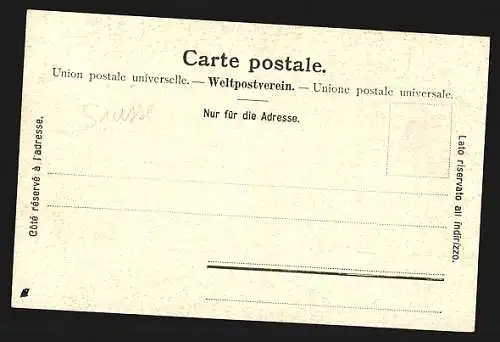 Carte postale.
Union postale universelle. — Weltpostverein. — Unione postale universale.
Nur für die Adresse.
Côté réservé à l'adresse.
Lato riservato all indirizzo.